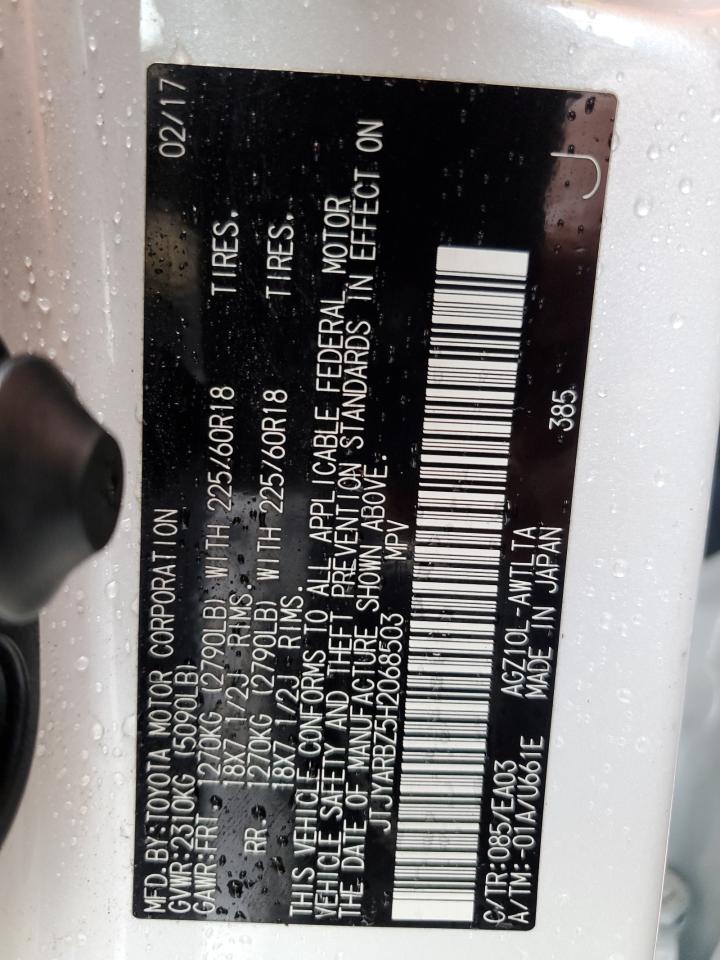 MFD.BY:TOYOTA MOTOR CORPORATION 02/17
GVWR:2310KG (5090LB)
GAWR:FRT. 1270KG (2790LB) WITH 225/60R18 TIRES.
18X7 1/2J RIMS.
RR. 1270KG (2790LB) WITH 225/60R18 TIRES.
18X7 1/2J RIMS.
THIS VEHICLE CONFORMS TO ALL APPLICABLE FEDERAL MOTOR
VEHICLE SAFETY AND THEFT PREVENTION STANDARDS IN EFFECT ON
THE DATE OF MANUFACTURE SHOWN ABOVE.
JTJYARBZ5H2068503 MPV
C/TR:085/EA03 AGZ10L-AWTLTA 385 J
A/TM:-01A/U661E MADE IN JAPAN